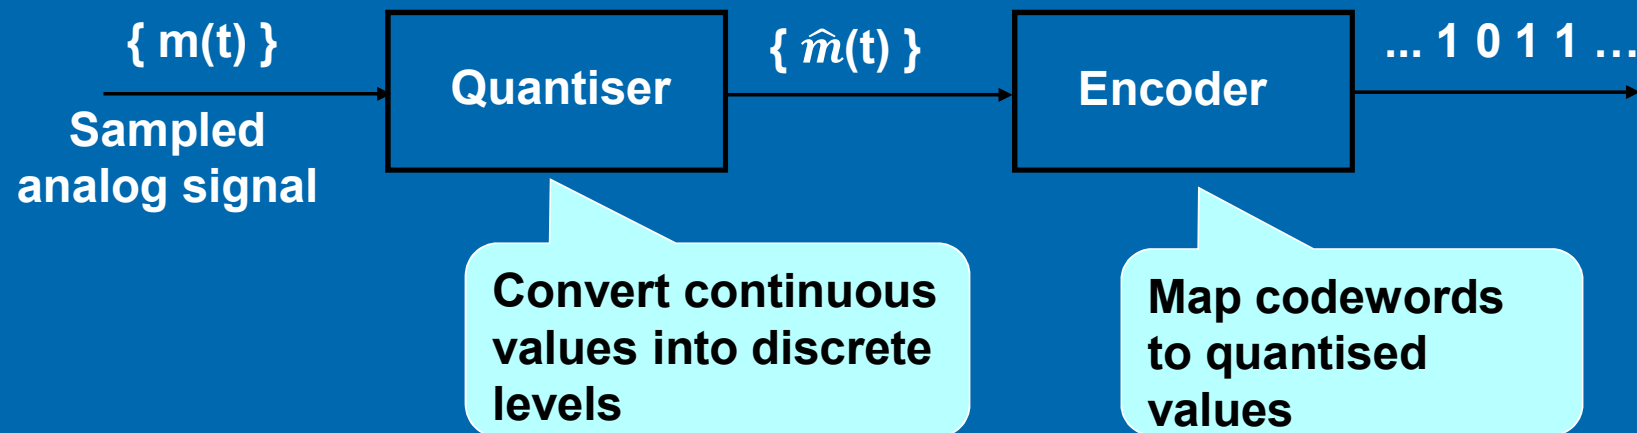 { m(t) }
Sampled
analog signal
Quantiser
{ m̂(t) }
Encoder
... 1 0 1 1 …
Convert continuous
values into discrete
levels
Map codewords
to quantised
values